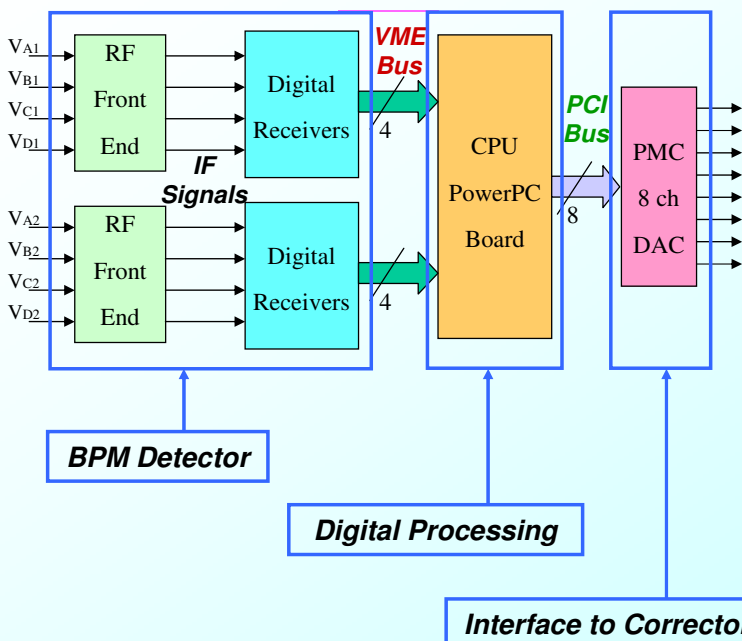 VA1
VB1
VC1
VD1
RF
Front
End
IF
Signals
Digital
Receivers
VME
Bus
4
VA2
VB2
VC2
VD2
RF
Front
End
Digital
Receivers
4
CPU
PowerPC
Board
PCI
Bus
8
PMC
8 ch
DAC
BPM Detector
Digital Processing
Interface to Corrector